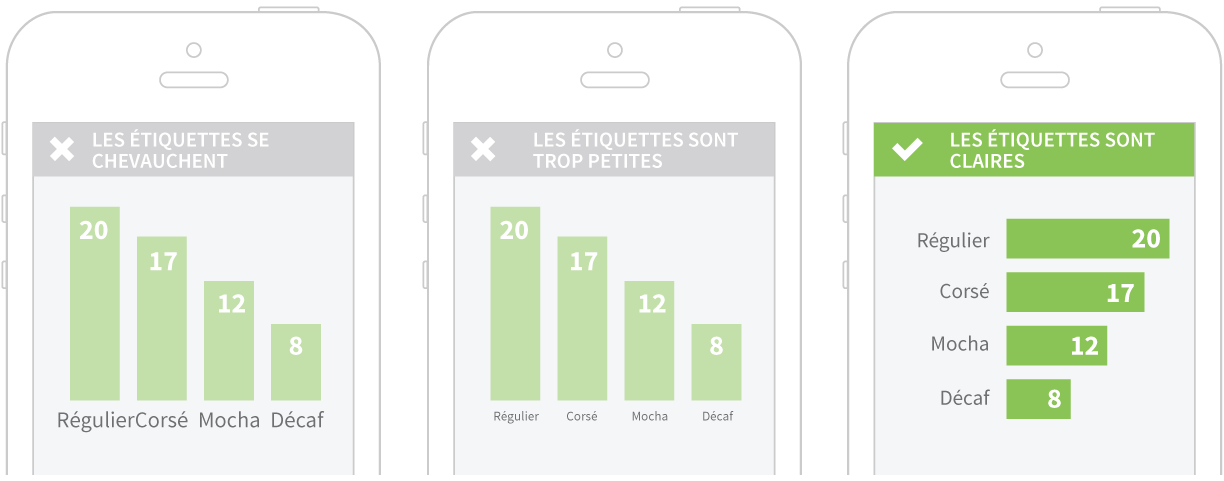 LES ÉTIQUETTES SE
CHEVAUCHENT
20
17
12
8
RégulierCorsé Mocha Décaf
LES ÉTIQUETTES SONT
TROP PETITES
20
17
12
8
Régulier Corsé Mocha Décaf
LES ÉTIQUETTES SONT
CLAIRES
Régulier 20
Corsé 17
Mocha 12
Décaf 8